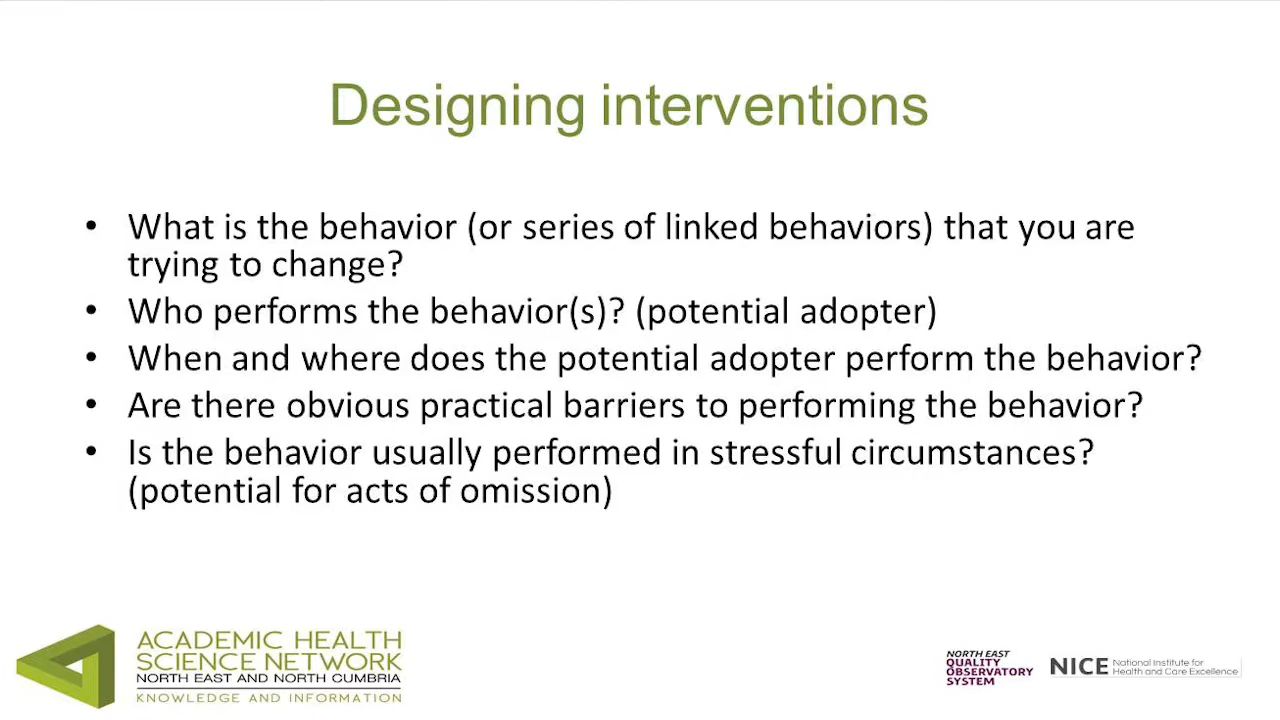 Designing interventions
• What is the behavior (or series of linked behaviors) that you are
trying to change?
• Who performs the behavior(s)? (potential adopter)
• When and where does the potential adopter perform the behavior?
• Are there obvious practical barriers to performing the behavior?
• Is the behavior usually performed in stressful circumstances?
(potential for acts of omission)
ACADEMIC HEALTH
SCIENCE NETWORK
NORTH EAST AND NORTH CUMBRIA
KNOWLEDGE AND INFORMATION
NORTH EAST
QUALITY
OBSERVATORY
SYSTEM
NICE National Institute for
Health and Care Excellence